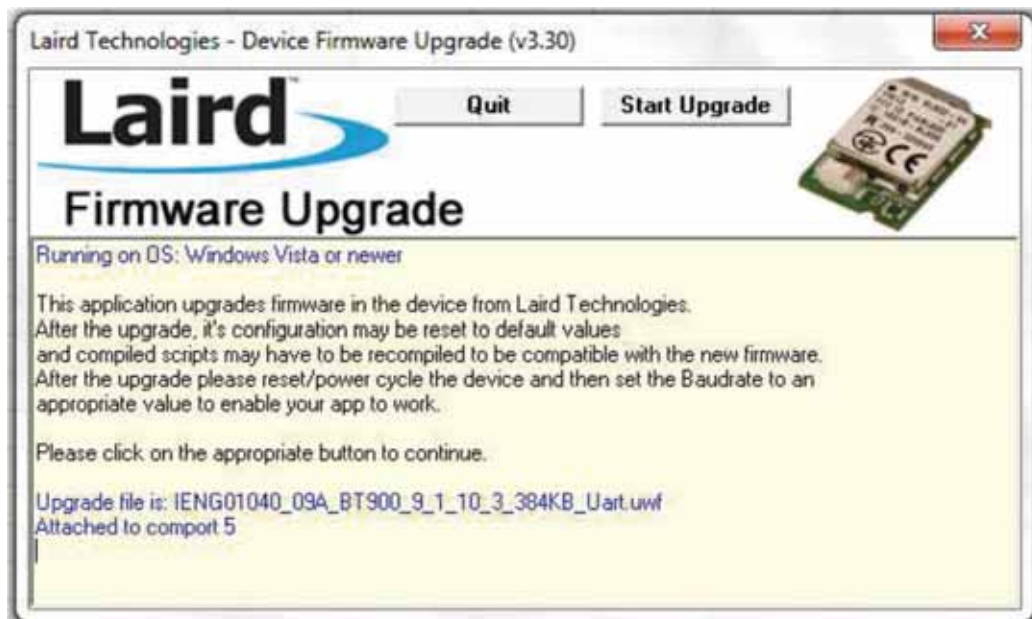 Laird Technologies - Device Firmware Upgrade (v3.30)
Laird™
Quit
Start Upgrade
Firmware Upgrade
Running on OS: Windows Vista or newer
This application upgrades firmware in the device from Laird Technologies.
After the upgrade, it's configuration may be reset to default values
and compiled scripts may have to be recompiled to be compatible with the new firmware.
After the upgrade please reset/power cycle the device and then set the Baudrate to an
appropriate value to enable your app to work.
Please click on the appropriate button to continue.
Upgrade file is: IENG01040_09A_BT900_9_1_10_3_384KB_Uart.uwf
Attached to comport 5